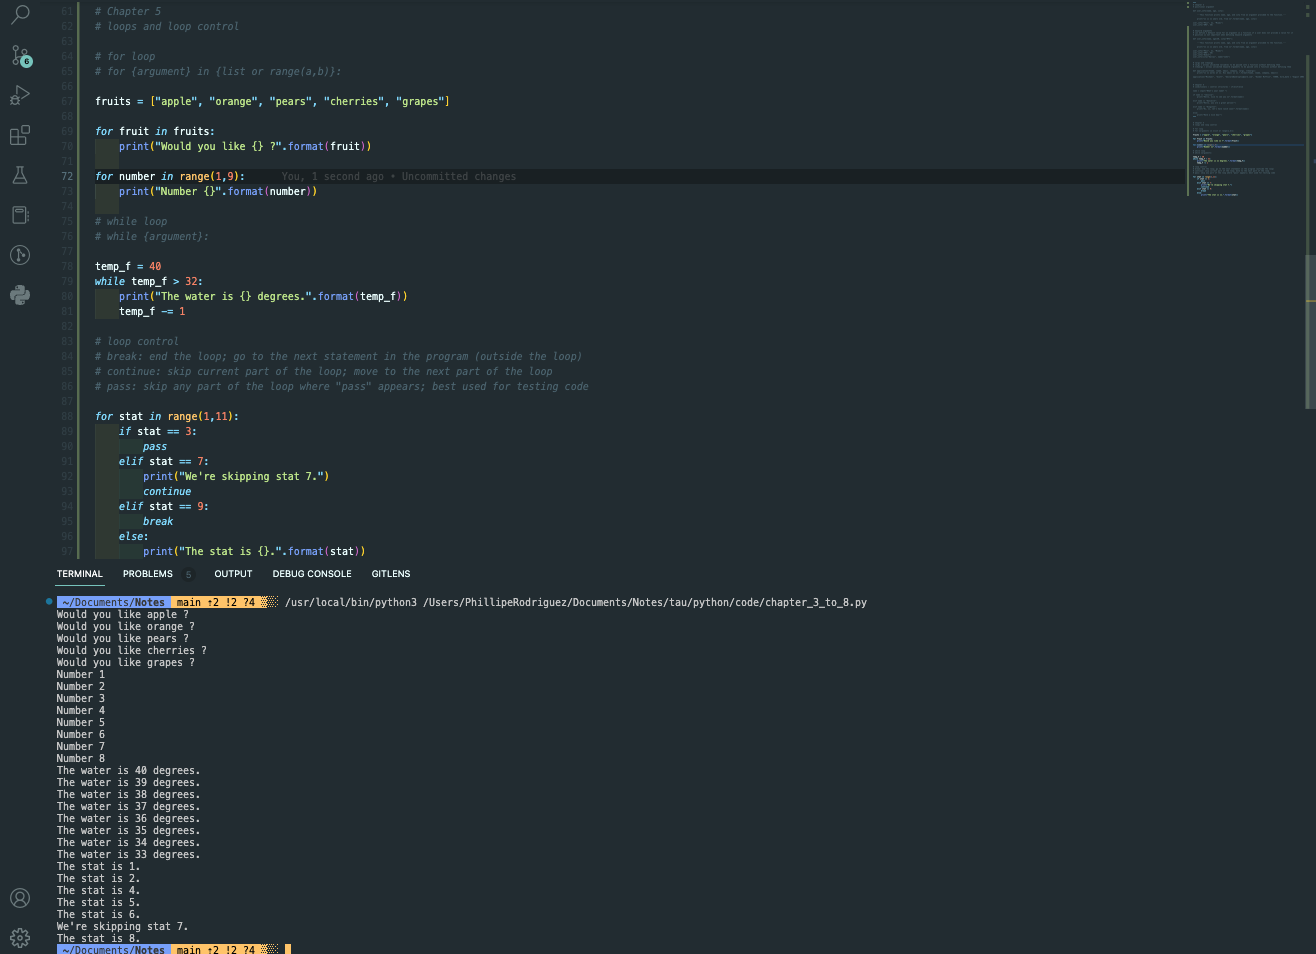 6
61 # Chapter 5
62 # loops and loop control
63
64 # for loop
65 # for {argument} in {list or range(a,b)}:
66
67 fruits = ["apple", "orange", "pears", "cherries", "grapes"]
68
69 for fruit in fruits:
70 print("Would you like {} ?".format(fruit))
71
72 for number in range(1,9): You, 1 second ago • Uncommitted changes
73 print("Number {}".format(number))
74
75 # while loop
76 # while {argument}:
77
78 temp_f = 40
79 while temp_f > 32:
80 print("The water is {} degrees.".format(temp_f))
81 temp_f -= 1
82
83 # loop control
84 # break: end the loop; go to the next statement in the program (outside the loop)
85 # continue: skip current part of the loop; move to the next part of the loop
86 # pass: skip any part of the loop where "pass" appears; best used for testing code
87
88 for stat in range(1,11):
89 if stat == 3:
90 pass
91 elif stat == 7:
92 print("We're skipping stat 7.")
93 continue
94 elif stat == 9:
95 break
96 else:
97 print("The stat is {}.".format(stat))
TERMINAL PROBLEMS 5 OUTPUT DEBUG CONSOLE GITLENS
~/Documents/Notes main ↑2 !2 ?4 /usr/local/bin/python3 /Users/PhillipeRodriguez/Documents/Notes/tau/python/code/chapter_3_to_8.py
Would you like apple ?
Would you like orange ?
Would you like pears ?
Would you like cherries ?
Would you like grapes ?
Number 1
Number 2
Number 3
Number 4
Number 5
Number 6
Number 7
Number 8
The water is 40 degrees.
The water is 39 degrees.
The water is 38 degrees.
The water is 37 degrees.
The water is 36 degrees.
The water is 35 degrees.
The water is 34 degrees.
The water is 33 degrees.
The stat is 1.
The stat is 2.
The stat is 4.
The stat is 5.
The stat is 6.
We're skipping stat 7.
The stat is 8.
~/Documents/Notes main ↑2 !2 ?4